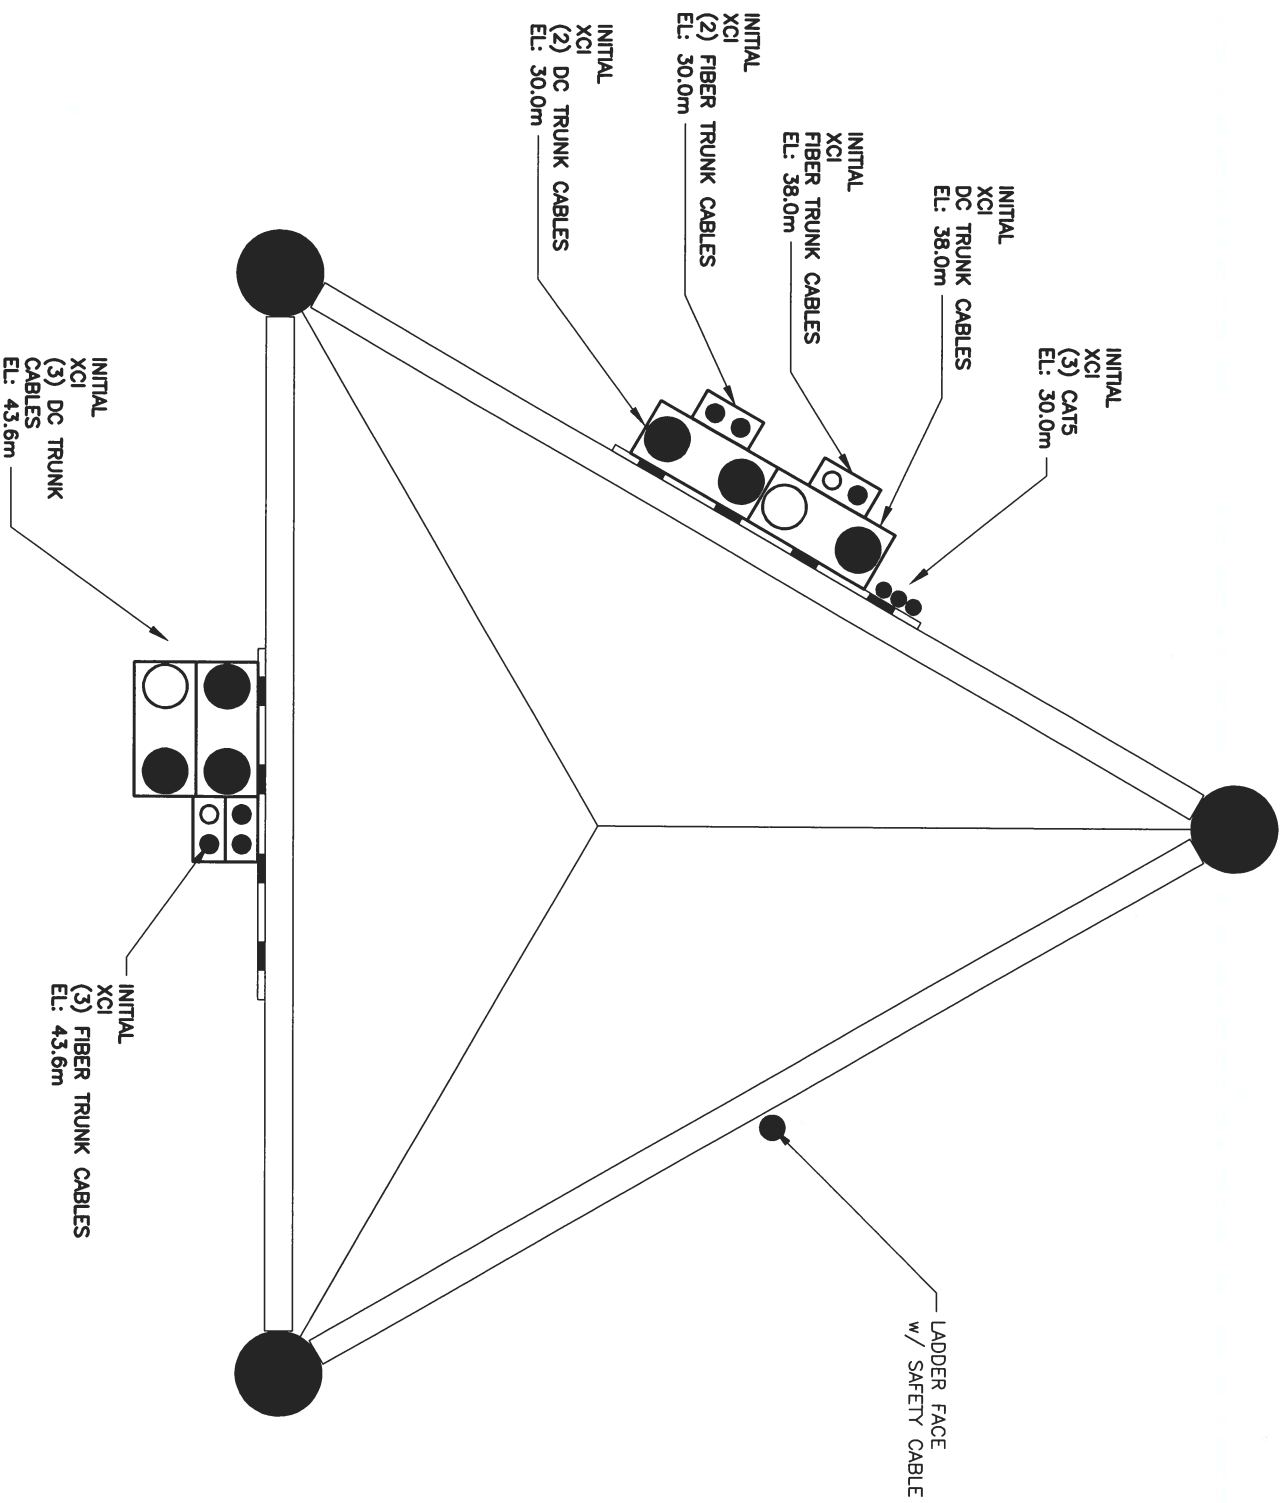 INITIAL
XCI
(3) CAT5
EL: 30.0m
INITIAL
XCI
DC TRUNK CABLES
EL: 38.0m
INITIAL
XCI
FIBER TRUNK CABLES
EL: 38.0m
INITIAL
XCI
(2) FIBER TRUNK CABLES
EL: 30.0m
INITIAL
XCI
(2) DC TRUNK CABLES
EL: 30.0m
LADDER FACE
w/ SAFETY CABLE
INITIAL
XCI
(3) DC TRUNK
CABLES
EL: 43.6m
INITIAL
XCI
(3) FIBER TRUNK CABLES
EL: 43.6m